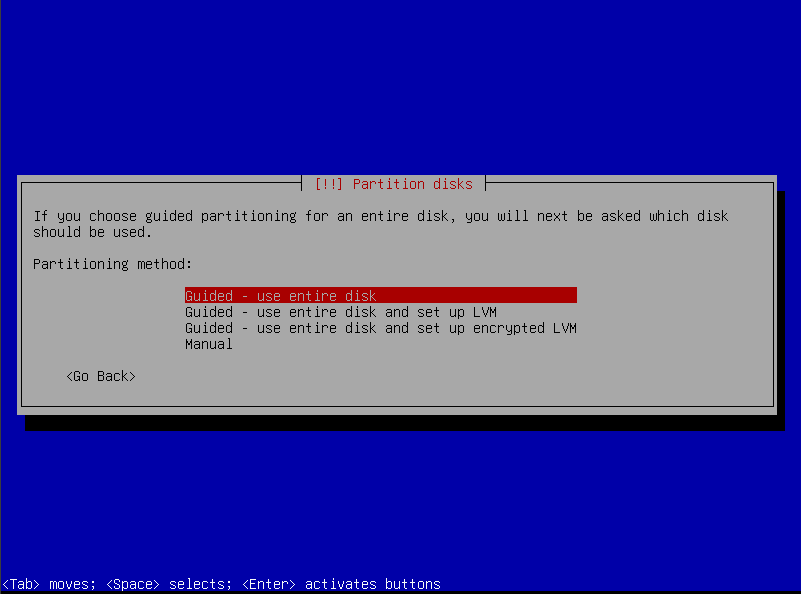 [!!] Partition disks
If you choose guided partitioning for an entire disk, you will next be asked which disk
should be used.
Partitioning method:
Guided - use entire disk
Guided - use entire disk and set up LVM
Guided - use entire disk and set up encrypted LVM
Manual
<Go Back>
<Tab> moves; <Space> selects; <Enter> activates buttons